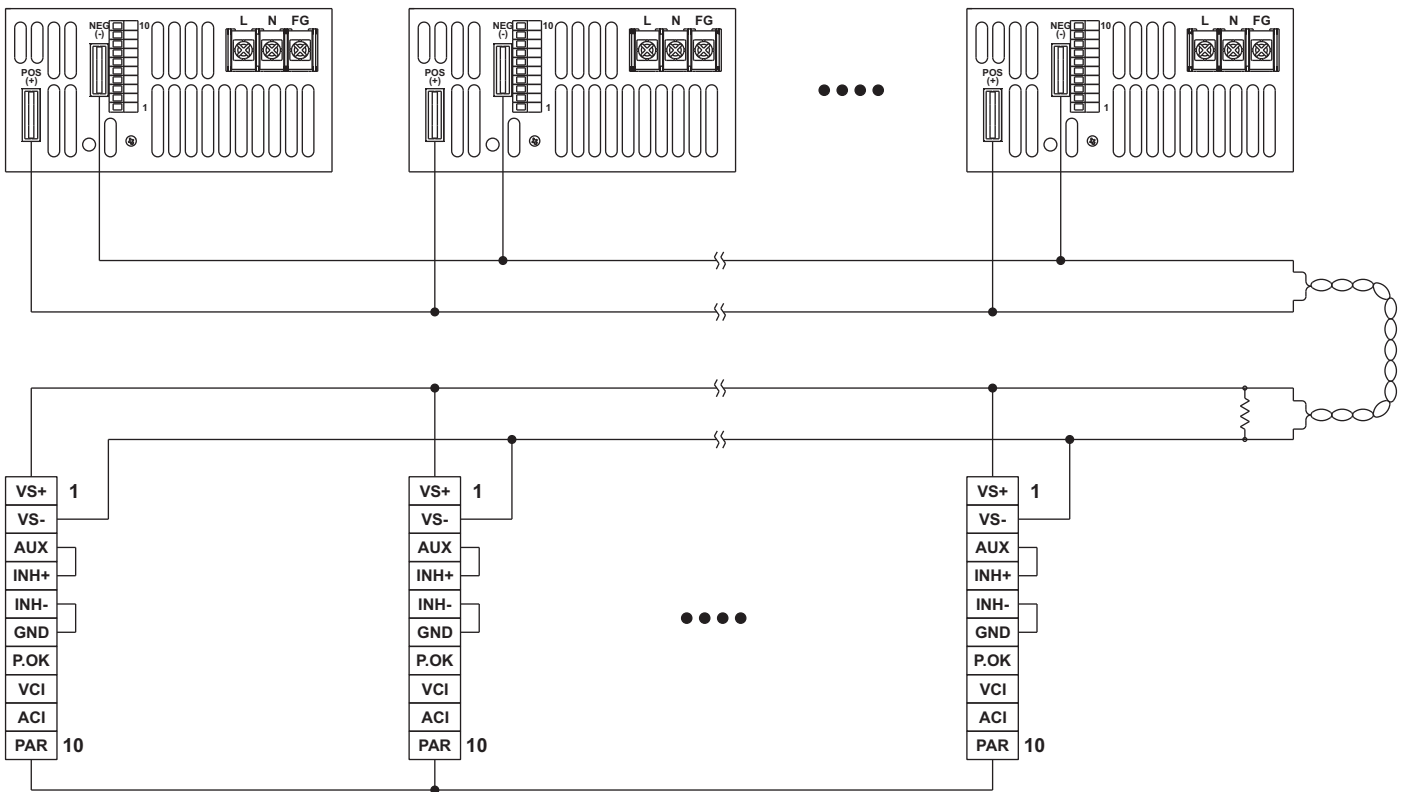 L N FG
NEG 10
(-)
POS
(+)
1
L N FG
NEG 10
(-)
POS
(+)
1
L N FG
NEG 10
(-)
POS
(+)
1
VS+ 1
VS-
AUX
INH+
INH-
GND
P.OK
VCI
ACI
PAR 10
VS+ 1
VS-
AUX
INH+
INH-
GND
P.OK
VCI
ACI
PAR 10
VS+ 1
VS-
AUX
INH+
INH-
GND
P.OK
VCI
ACI
PAR 10